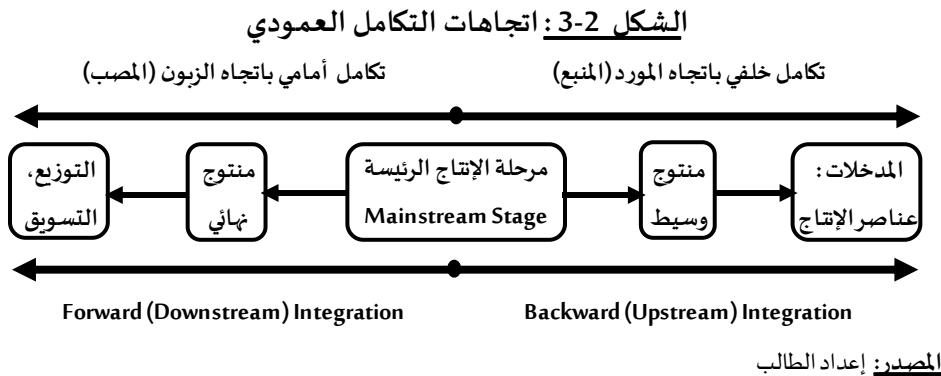 الشكل 2-3: اتجاهات التكامل العمودي
تكامل خلفي باتجاه المورد (المنبع)
تكامل أمامي باتجاه الزبون (المصب)
المدخلات:
عناصر الإنتاج
منتوج
وسيط
مرحلة الإنتاج الرئيسة
Mainstream Stage
منتوج
نهائي
التوزيع،
التسويق
Forward (Downstream) Integration
Backward (Upstream) Integration
المصدر: إعداد الطالب